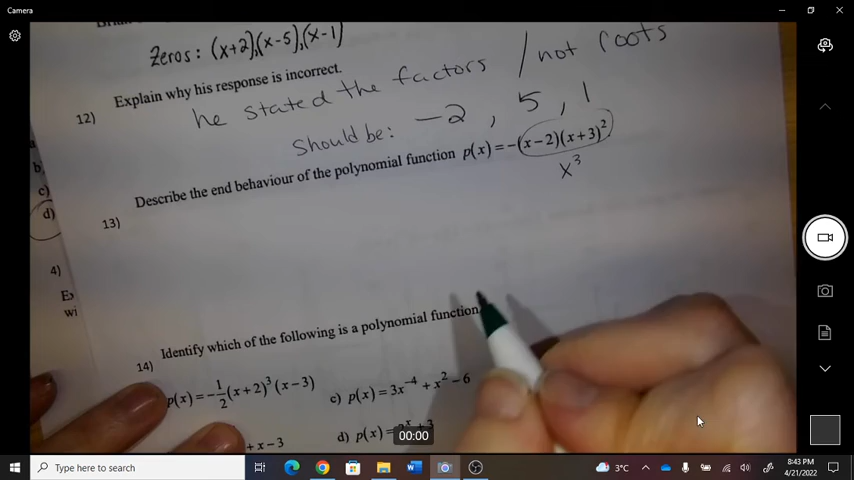 Camera
Zeros: (x+2),(x-5),(x-1)
12) Explain why his response is incorrect.
he stated the factors / not roots
should be: -2, 5, 1
13) Describe the end behaviour of the polynomial function p(x) = -(x-2)(x+3)²
x³
b,
c)
d)
4)
wi
14) Identify which of the following is a polynomial function
p(x) = -1/2(x+2)³(x-3)
c) p(x) = 3x⁻⁴ + x² - 6
+ x - 3
d) p(x) =
00:00
Type here to search
3°C
8:43 PM
4/21/2022